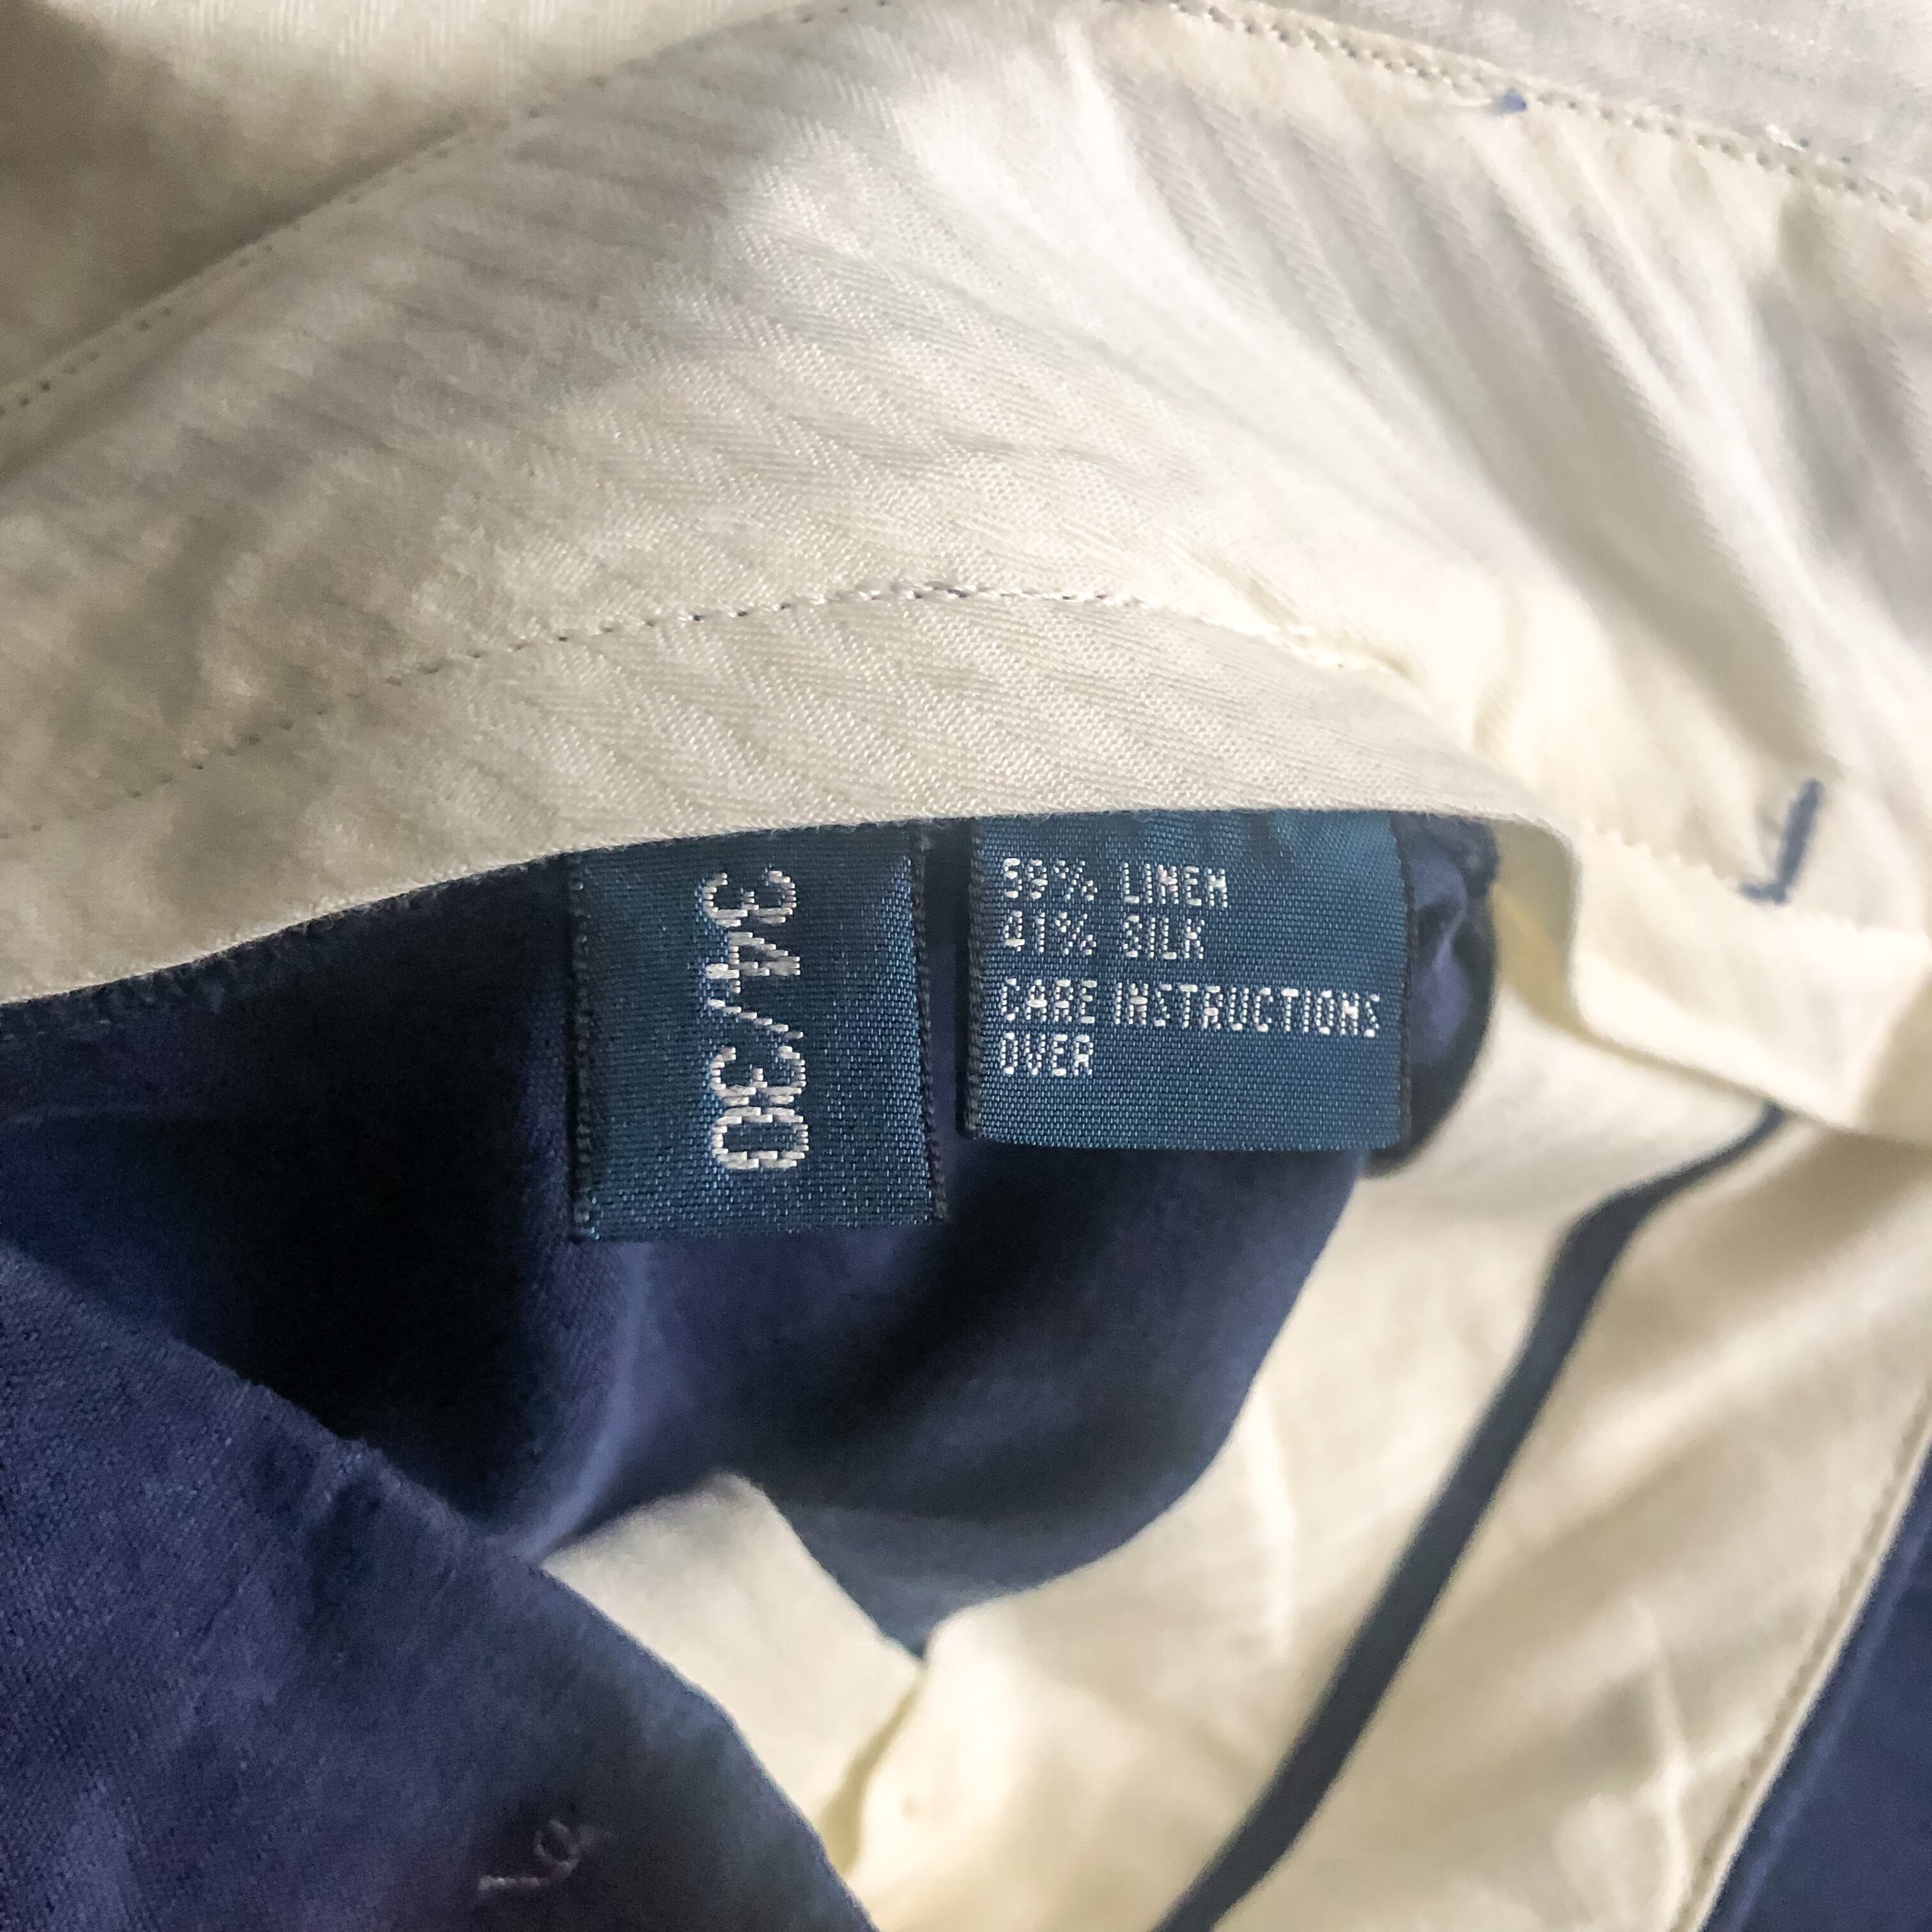 34/30
59% LINEN
41% SILK
CARE INSTRUCTIONS
OVER